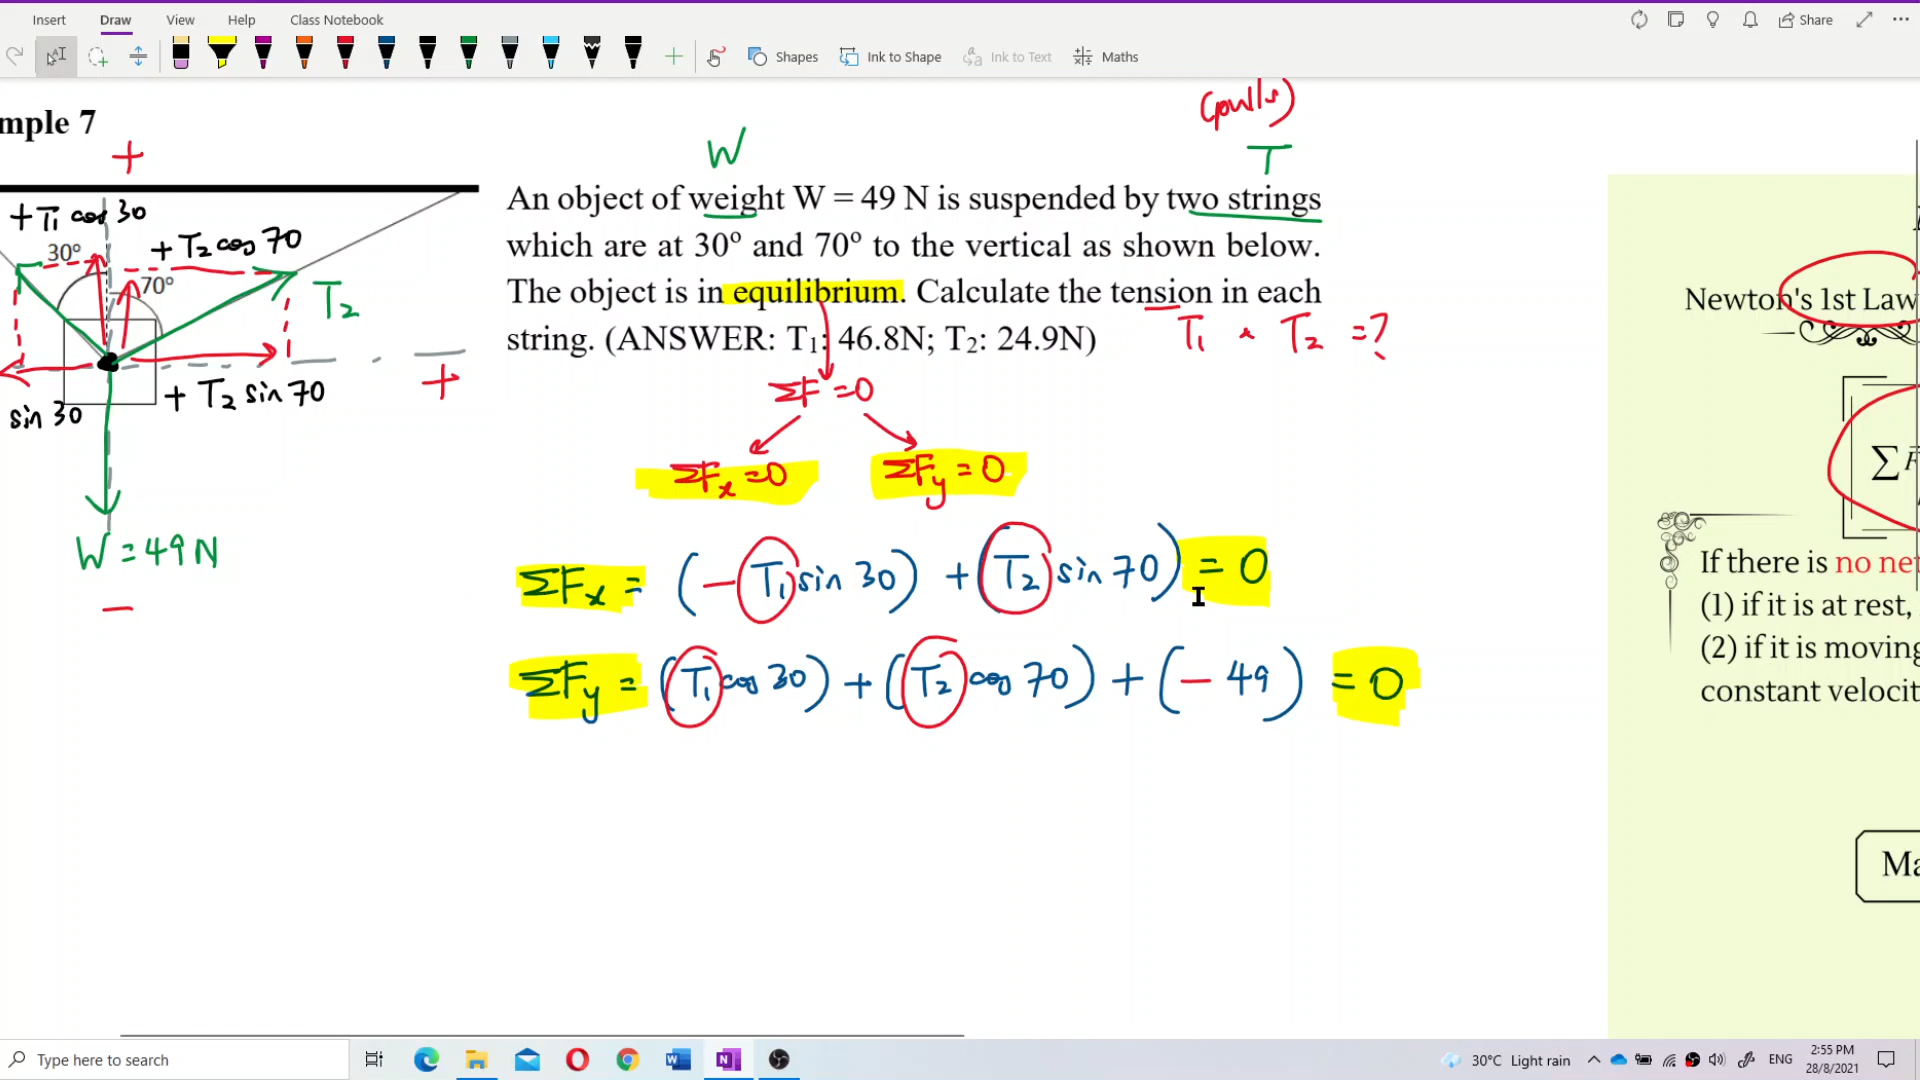 Insert Draw View Help Class Notebook Share
Shapes Ink to Shape Ink to Text Maths
mple 7
+
(pulls)
W T
An object of weight W = 49 N is suspended by two strings
which are at 30º and 70º to the vertical as shown below.
The object is in equilibrium. Calculate the tension in each
string. (ANSWER: T₁: 46.8N; T₂: 24.9N)
T₁ & T₂ = ?
+ T₁ cos 30
30° + T₂ cos 70
70°
T₂
+
sin 30 + T₂ sin 70
W = 49 N
−
ΣF = 0
ΣFx = 0 ΣFy = 0
ΣFx = (− T₁ sin 30) + (T₂ sin 70) = 0
ΣFy = (T₁ cos 30) + (T₂ cos 70) + (− 49) = 0
Newton's 1st Law
∑ F
If there is no ne
(1) if it is at rest,
(2) if it is moving
constant velocit
Ma
Type here to search
30°C Light rain ENG 2:55 PM
28/8/2021